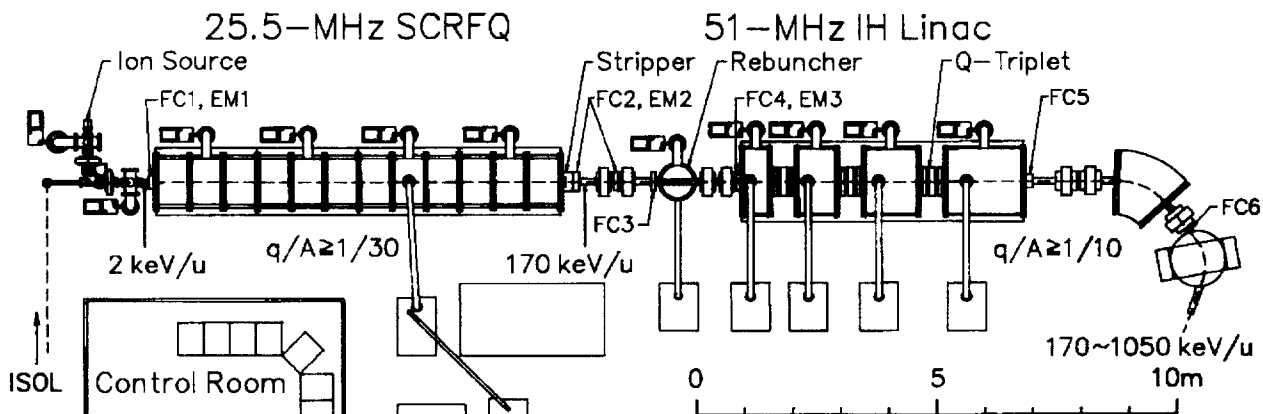 25.5-MHz SCRFQ
51-MHz IH Linac
Ion Source
Stripper
Rebuncher
Q-Triplet
FC1, EM1
FC2, EM2
FC4, EM3
FC5
FC3
FC6
q/A≥1/30
q/A≥1/10
2 keV/u
170 keV/u
170~1050 keV/u
ISOL
Control Room
0
5
10m